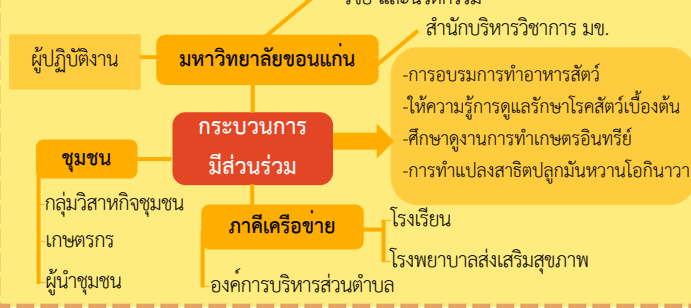 สำนักบริหารวิชาการ มข.
ผู้ปฏิบัติงาน
มหาวิทยาลัยขอนแก่น
-การอบรมการทำอาหารสัตว์
-ให้ความรู้การดูแลรักษาโรคสัตว์เบื้องต้น
-ศึกษาดูงานการทำเกษตรอินทรีย์
-การทำแปลงสาธิตปลูกมันหวานโอกินาวา
กระบวนการ
มีส่วนร่วม
ชุมชน
กลุ่มวิสาหกิจชุมชน
เกษตรกร
ผู้นำชุมชน
ภาคีเครือข่าย
โรงเรียน
โรงพยาบาลส่งเสริมสุขภาพ
องค์การบริหารส่วนตำบล